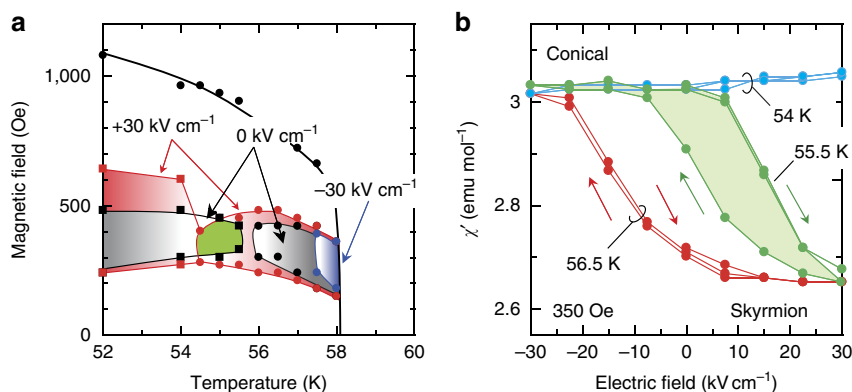 a
Magnetic field (Oe)
1,000
500
0
52
54
56
58
60
Temperature (K)
+30 kV cm⁻¹
0 kV cm⁻¹
−30 kV cm⁻¹
b
χ′ (emu mol⁻¹)
3.0
2.8
2.6
−30
−20
−10
0
10
20
30
Electric field (kV cm⁻¹)
Conical
54 K
55.5 K
56.5 K
350 Oe
Skyrmion